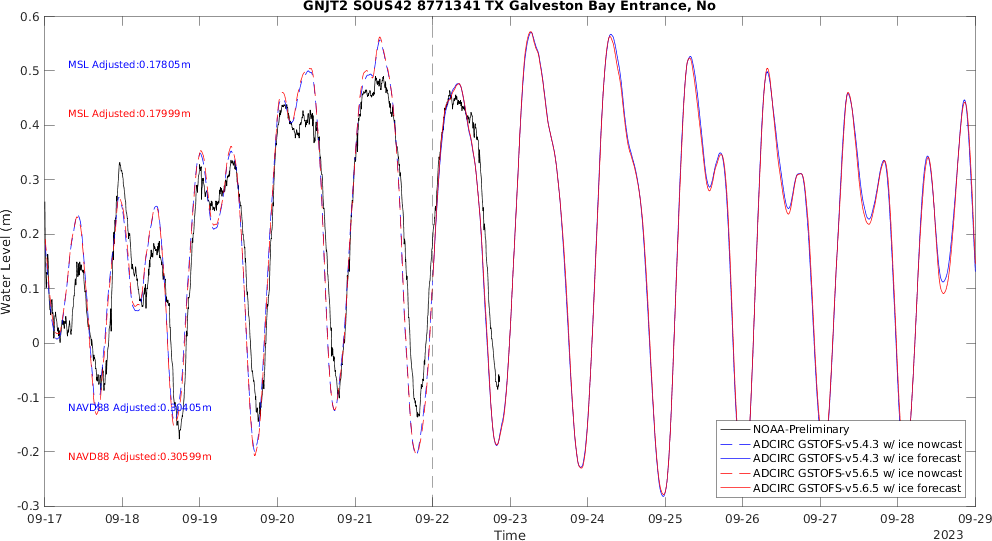 GNJT2 SOUS42 8771341 TX Galveston Bay Entrance, No
0.6
0.5
0.4
0.3
0.2
0.1
0
-0.1
-0.2
-0.3
Water Level (m)
MSL Adjusted:0.17805m
MSL Adjusted:0.17999m
NAVD88 Adjusted:0.30405m
NAVD88 Adjusted:0.30599m
NOAA-Preliminary
ADCIRC GSTOFS-v5.4.3 w/ ice nowcast
ADCIRC GSTOFS-v5.4.3 w/ ice forecast
ADCIRC GSTOFS-v5.6.5 w/ ice nowcast
ADCIRC GSTOFS-v5.6.5 w/ ice forecast
09-17 09-18 09-19 09-20 09-21 09-22 09-23 09-24 09-25 09-26 09-27 09-28 09-29
Time
2023